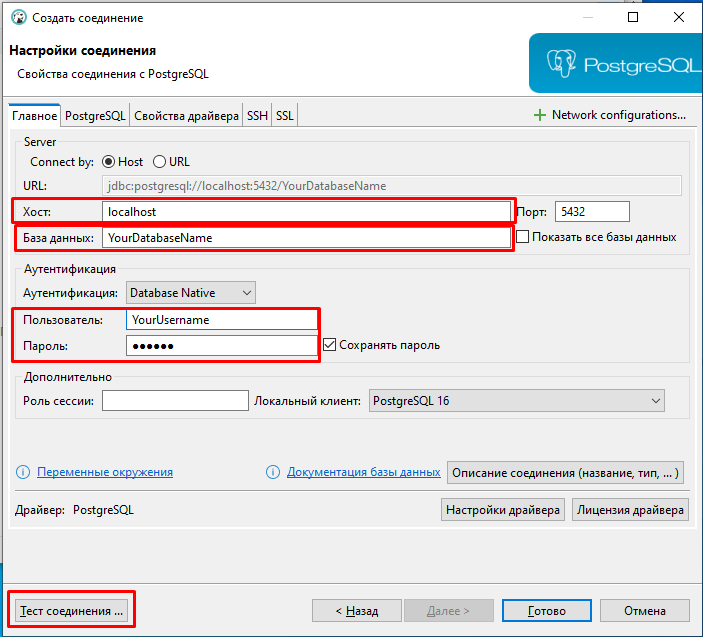 Создать соединение
Настройки соединения
Свойства соединения с PostgreSQL
PostgreSQL
Главное PostgreSQL Свойства драйвера SSH SSL Network configurations...
Server
Connect by: Host URL
URL: jdbc:postgresql://localhost:5432/YourDatabaseName
Хост: localhost Порт: 5432
База данных: YourDatabaseName Показать все базы данных
Аутентификация
Аутентификация: Database Native
Пользователь: YourUsername
Пароль: •••••• Сохранять пароль
Дополнительно
Роль сессии: Локальный клиент: PostgreSQL 16
Переменные окружения Документация базы данных Описание соединения (название, тип, ... )
Драйвер: PostgreSQL Настройки драйвера Лицензия драйвера
Тест соединения ... < Назад Далее > Готово Отмена